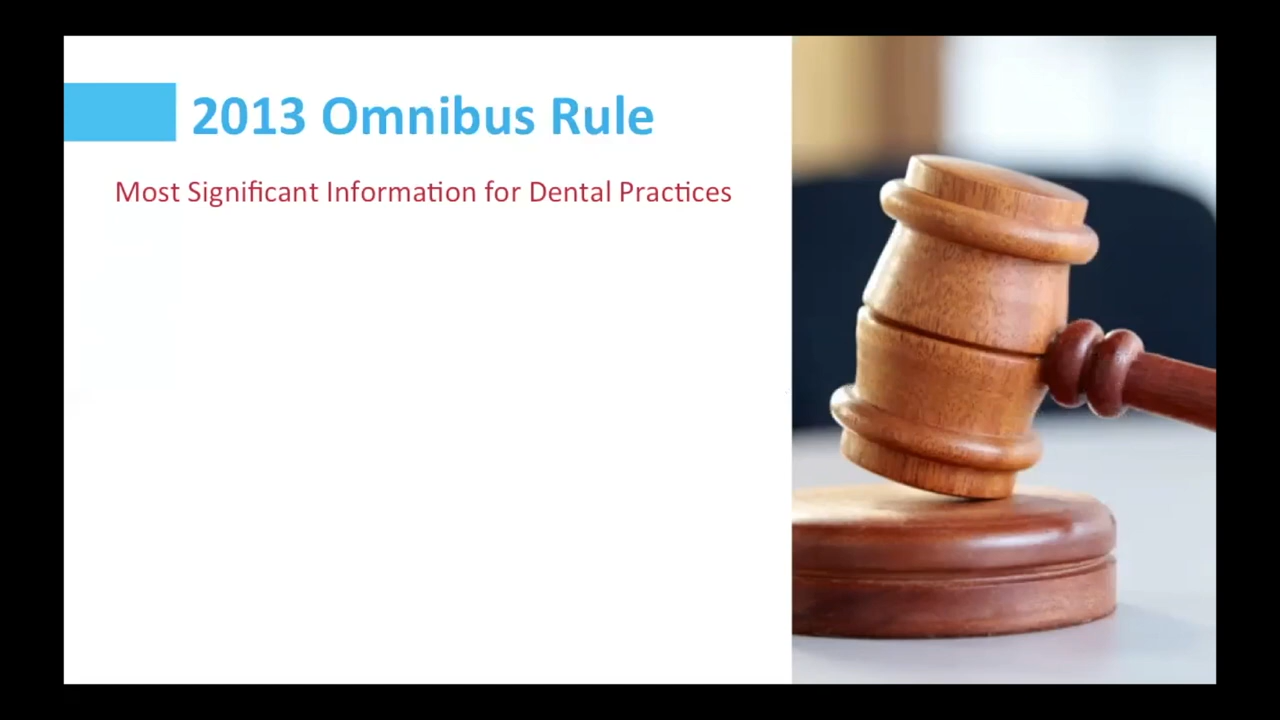 2013 Omnibus Rule
Most Significant Information for Dental Practices